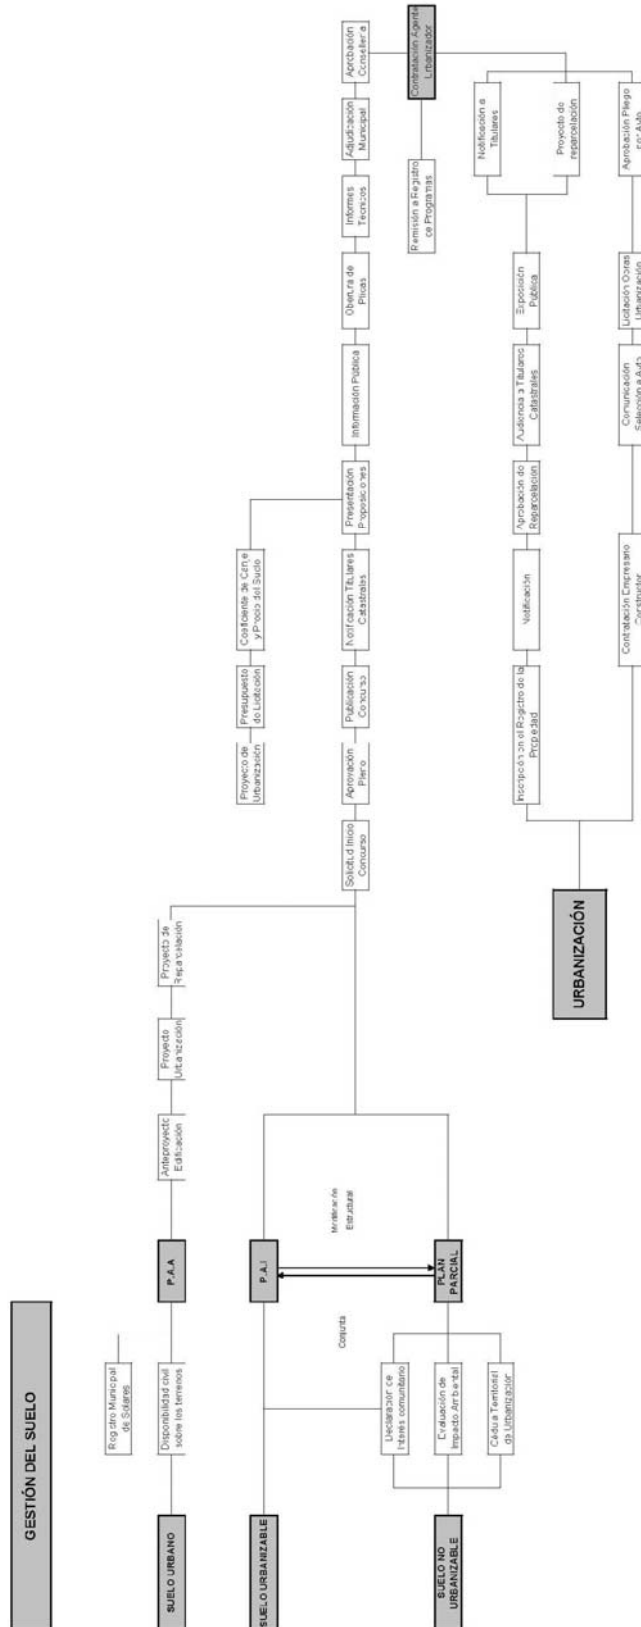 GESTIÓN DEL SUELO
Registro Municipal
de Solares
SUELO URBANO
Disponibilidad civil
sobre los terrenos
P.A.A
Anteproyecto
Edificación
Proyecto
Urbanización
Proyecto de
Reparcelación
SUELO URBANIZABLE
P.A.I
Conjunta
Modificación
Estructural
SUELO NO
URBANIZABLE
Declaración de
Interés comunitario
Evaluación de
Impacto Ambiental
Cédula Territorial
de Urbanización
PLAN
PARCIAL
Proyecto de
Urbanización
Presupuesto
de Licitación
Coeficiente de Canje
y Precio del Suelo
Solicitud Inicio
Concurso
Aprovación
Pleno
Publicación
Concurso
Notificación Titulares
Catastrales
Presentación
Proposiciones
Información Pública
Obertura de
Plicas
Informes
Técnicos
Adjudicación
Municipal
Aprobación
Conselleria
Remisión a Registro
de Programas
Contratación Agente
Urbanizador
URBANIZACIÓN
Inscripción en el Registro de la
Propiedad
Notificación
Aprobación de
Reparcelación
Audiencia a Titulares
Catastrales
Exposición
Pública
Notificación a
Titulares
Proyecto de
reparcelación
Contratación Empresario
Constructor
Comunicación
Selección a Ayto
Licitación Obras
Urbanización
Aprobación Pliego
por Ayto